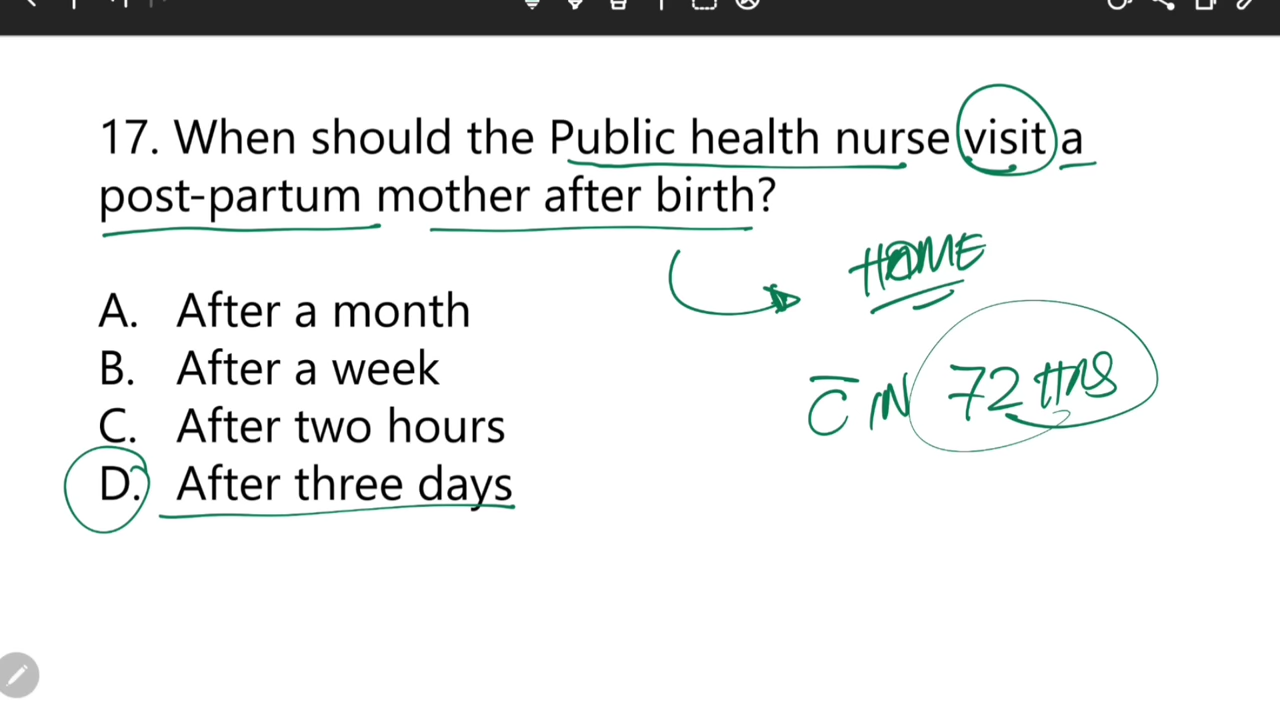 17. When should the Public health nurse visit a
post-partum mother after birth?
HOME
A. After a month
B. After a week
C. After two hours
D. After three days
C̅ IN 72 HRS